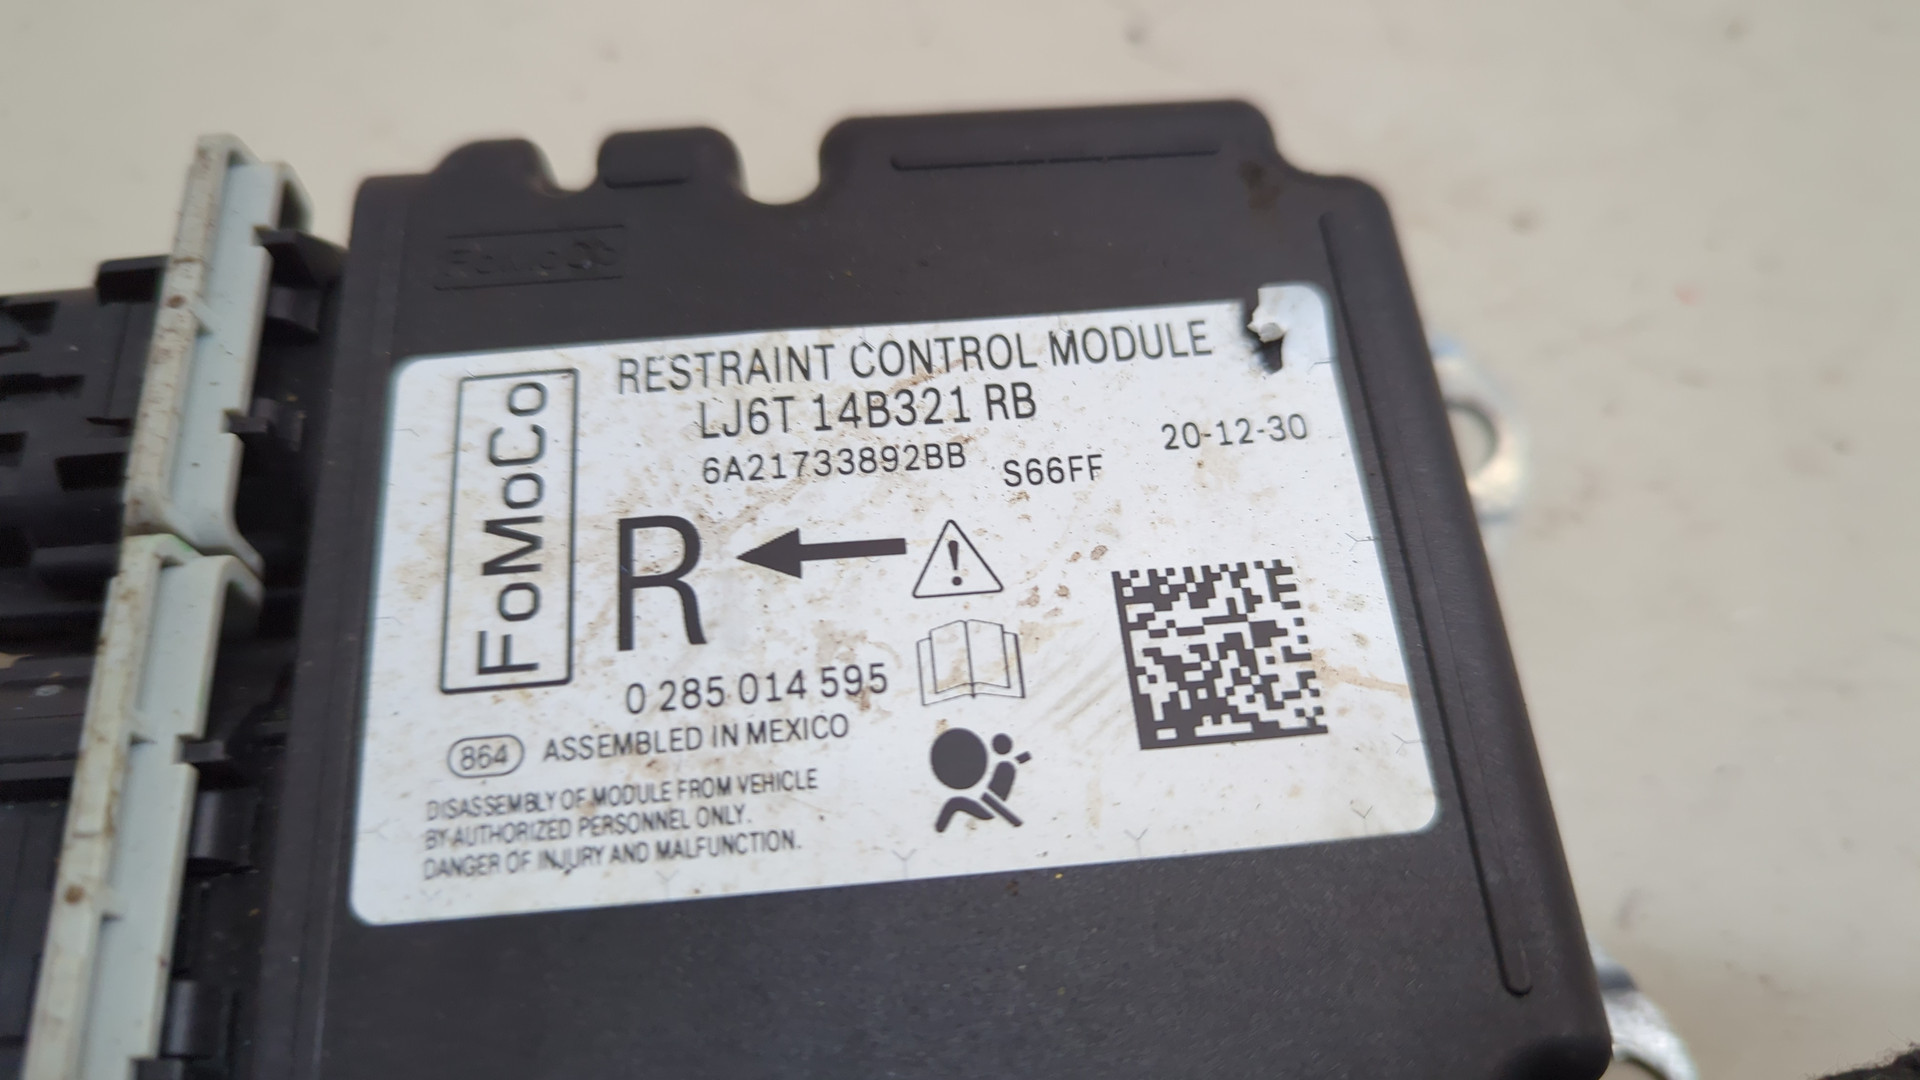 FoMoCo
RESTRAINT CONTROL MODULE
LJ6T 14B321 RB
6A21733892BB S66FF 20-12-30
FoMoCo
R
0 285 014 595
864 ASSEMBLED IN MEXICO
DISASSEMBLY OF MODULE FROM VEHICLE
BY AUTHORIZED PERSONNEL ONLY.
DANGER OF INJURY AND MALFUNCTION.